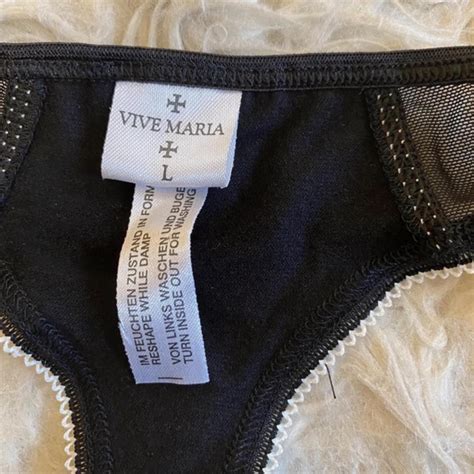 VIVE MARIA
L
IM FEUCHTEN ZUSTAND IN FORM
RESHAPE WHILE DAMP
VON LINKS WASCHEN UND BUGE
TURN INSIDE OUT FOR WASHING